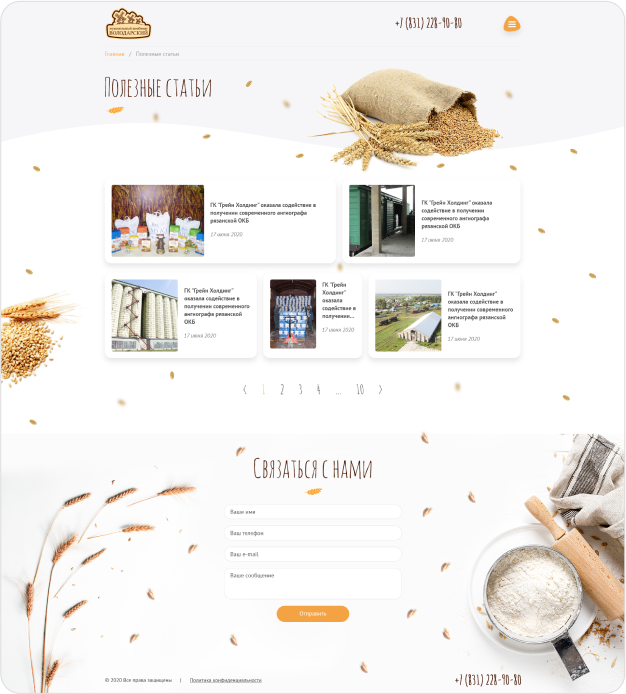 ВОЛОДАРСКИЙ
+7 (831) 228-90-80
Главная / Полезные статьи
Полезные статьи
ГК "Грейн Холдинг" оказала содействие в
получении современного ангиографа
рязанской ОКБ
17 июня 2020
ГК "Грейн Холдинг" оказала
содействие в получении
современного ангиографа
рязанской ОКБ
17 июня 2020
ГК "Грейн Холдинг"
оказала содействие в
получении современного
ангиографа рязанской
ОКБ
17 июня 2020
ГК "Грейн
Холдинг"
оказала
содействие в
получении...
17 июня 2020
ГК "Грейн Холдинг"
оказала содействие в
получении современного
ангиографа рязанской
ОКБ
17 июня 2020
< 1 2 3 4 ... 10 >
Связаться с нами
Ваше имя
Ваш телефон
Ваш e-mail
Ваше сообщение
Отправить
© 2020 Все права защищены | Политика конфиденциальности
+7 (831) 228-90-80